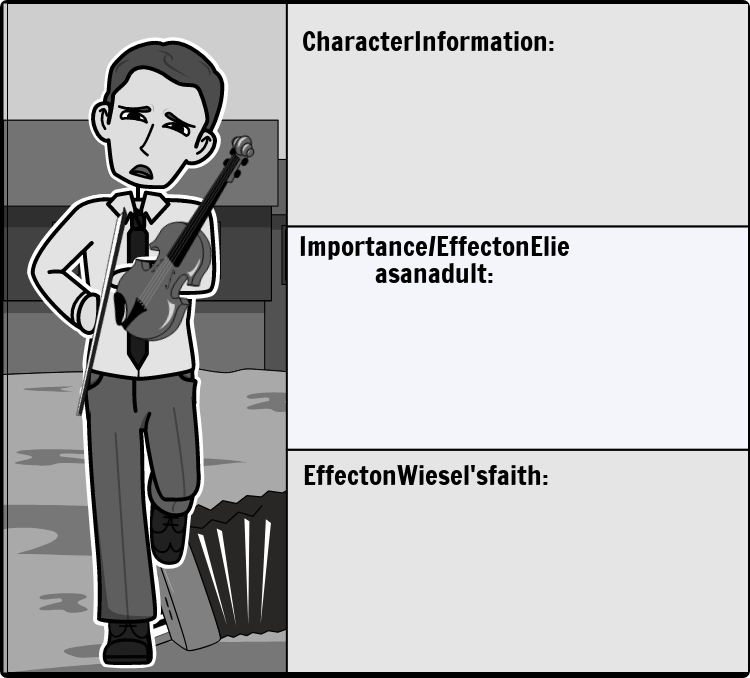 CharacterInformation:
Importance/EffectonElie
asanadult:
EffectonWiesel'sfaith: